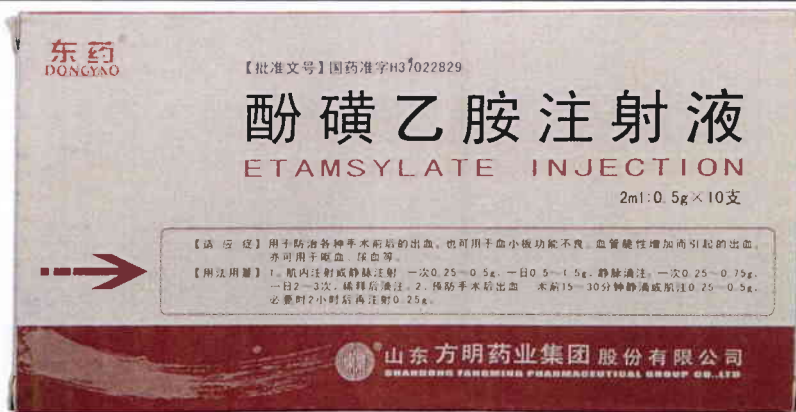 东药
DONGYAO
【批准文号】国药准字H37022829
酚磺乙胺注射液
ETAMSYLATE INJECTION
2ml:0.5g×10支
【适应症】用于防治各种手术前后的出血，也可用于血小板功能不良、血管脆性增加而引起的出血，
亦可用于呕血、尿血等。
【用法用量】1、肌内注射或静脉注射 一次0.25~0.5g，一日0.5~1.5g。静脉滴注：一次0.25~0.75g，
一日2~3次，稀释后滴注。2、预防手术后出血 术前15~30分钟静滴或肌注0.25~0.5g，
必要时2小时后再注射0.25g。
山东方明药业集团股份有限公司
SHANDONG FANGMING PHARMACEUTICAL GROUP CO.,LTD